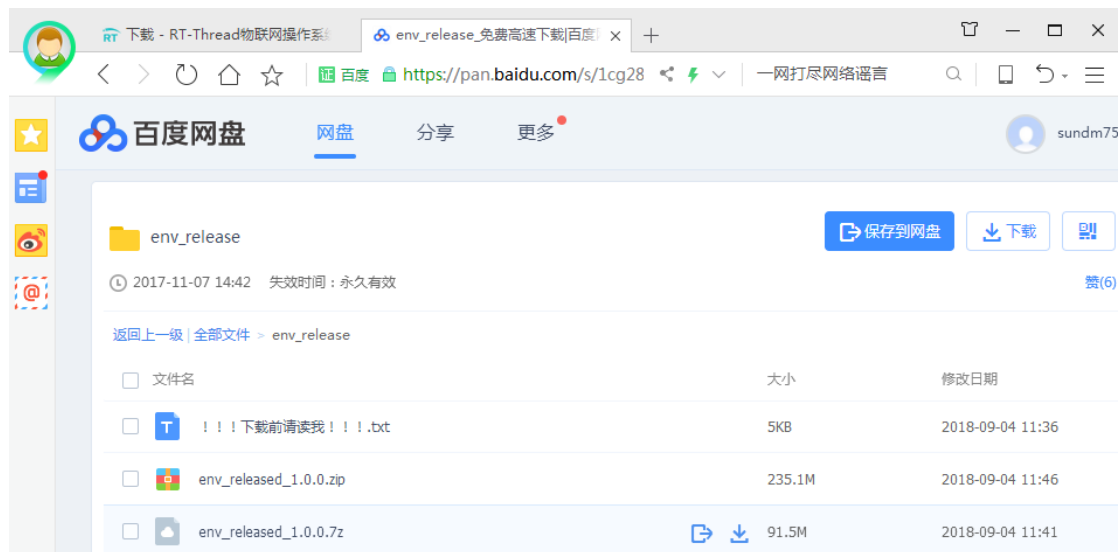 RT 下载 - RT-Thread物联网操作系 env_release_免费高速下载|百度
证 百度 https://pan.baidu.com/s/1cg28 一网打尽网络谣言
百度网盘 网盘 分享 更多 sundm75
env_release 保存到网盘 下载
2017-11-07 14:42 失效时间：永久有效 赞(6)
返回上一级 | 全部文件 > env_release
文件名 大小 修改日期
T ！！！下载前请读我！！！.txt 5KB 2018-09-04 11:36
env_released_1.0.0.zip 235.1M 2018-09-04 11:46
env_released_1.0.0.7z 91.5M 2018-09-04 11:41